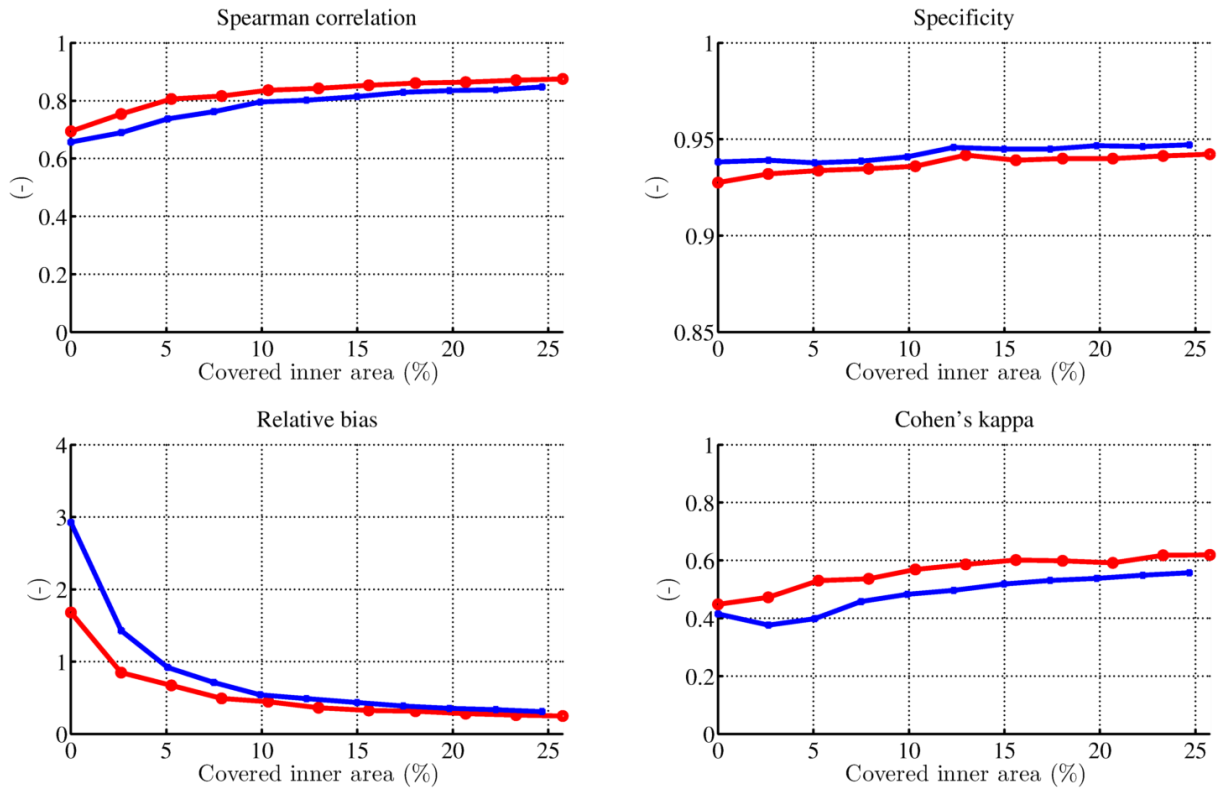 Spearman correlation
1
0.8
0.6
0.4
0.2
0
(-)
0 5 10 15 20 25
Covered inner area (%)
Specificity
1
0.95
0.9
0.85
(-)
0 5 10 15 20 25
Covered inner area (%)
Relative bias
4
3
2
1
0
(-)
0 5 10 15 20 25
Covered inner area (%)
Cohen's kappa
1
0.8
0.6
0.4
0.2
0
(-)
0 5 10 15 20 25
Covered inner area (%)